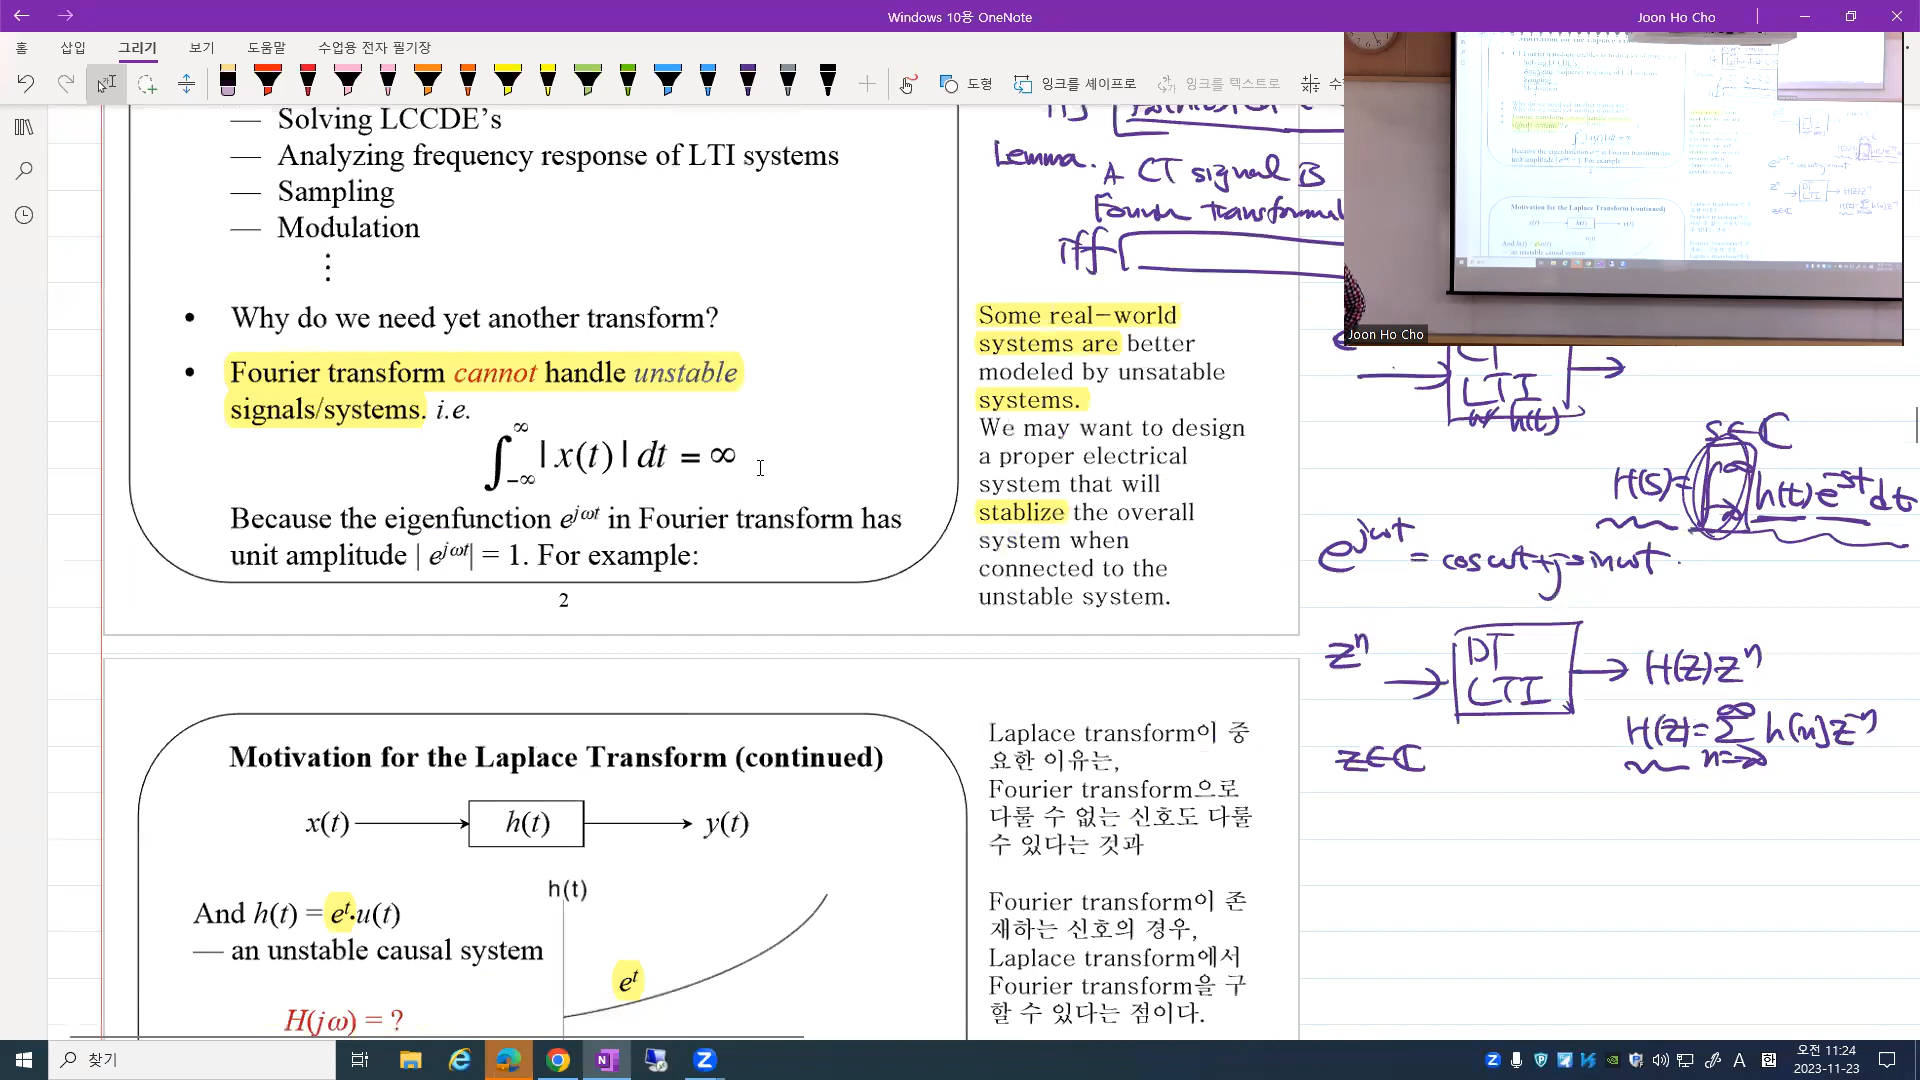 Windows 10용 OneNote
Joon Ho Cho
홈 삽입 그리기 보기 도움말 수업용 전자 필기장
도형 잉크를 셰이프로 잉크를 텍스트로
— Solving LCCDE's
— Analyzing frequency response of LTI systems
— Sampling
— Modulation
⋮
• Why do we need yet another transform?
• Fourier transform cannot handle unstable
signals/systems. i.e.
∫_{-∞}^{∞} | x(t) | dt = ∞
Because the eigenfunction e^{jωt} in Fourier transform has
unit amplitude | e^{jωt}| = 1. For example:
2
Lemma. A CT signal is
Fourier transformable
iff
Some real-world
systems are better
modeled by unsatable
systems.
We may want to design
a proper electrical
system that will
stablize the overall
system when
connected to the
unstable system.
Joon Ho Cho
CT
LTI
w/ h(t)
s∈ℂ
H(s)=∫_{-∞}^{∞} h(t)e^{-st}dt
e^{jωt} = cosωt+jsinωt.
z^n → DT LTI → H(z)z^n
H(z)=Σ_{n=-∞}^{∞} h[n]z^{-n}
z∈ℂ
Motivation for the Laplace Transform (continued)
x(t) h(t) y(t)
h(t)
And h(t) = e^t·u(t)
— an unstable causal system
e^t
H(jω) = ?
Laplace transform이 중
요한 이유는,
Fourier transform으로
다룰 수 없는 신호도 다룰
수 있다는 것과
Fourier transform이 존
재하는 신호의 경우,
Laplace transform에서
Fourier transform을 구
할 수 있다는 점이다.
찾기
A 한
오전 11:24
2023-11-23